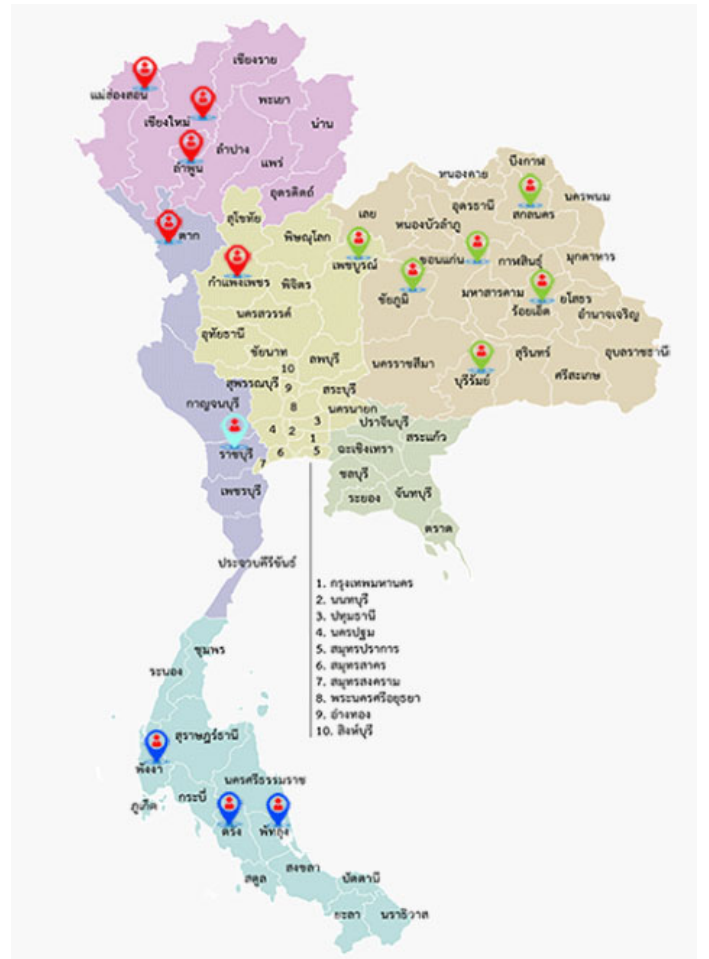 เชียงราย
แม่ฮ่องสอน
พะเยา
เชียงใหม่
น่าน
ลำปาง
ลำพูน
แพร่
อุตรดิตถ์
บึงกาฬ
หนองคาย
นครพนม
เลย
อุดรธานี
สกลนคร
สุโขทัย
หนองบัวลำภู
ตาก
พิษณุโลก
มุกดาหาร
เพชบูรณ์
ขอนแก่น
กาฬสินธุ์
กำแพงเพชร
พิจิตร
ชัยภูมิ
มหาสารคาม
ร้อยเอ็ด
ยโสธร
นครสวรรค์
อำนาจเจริญ
อุทัยธานี
ชัยนาท
ลพบุรี
นครราชสีมา
สุรินทร์
อุบลราชธานี
10
สุพรรณบุรี
9
สระบุรี
บุรีรัมย์
ศรีสะเกษ
กาญจนบุรี
8
นครนายก
3
ปราจีนบุรี
4
2
1
สระแก้ว
ราชบุรี
6
5
ฉะเชิงเทรา
7
ชลบุรี
เพชรบุรี
ระยอง
จันทบุรี
ตราด
ประจวบคีรีขันธ์
1. กรุงเทพมหานคร
2. นนทบุรี
3. ปทุมธานี
4. นครปฐม
5. สมุทรปราการ
6. สมุทรสาคร
7. สมุทรสงคราม
8. พระนครศรีอยุธยา
9. อ่างทอง
10. สิงห์บุรี
ชุมพร
ระนอง
สุราษฎร์ธานี
พังงา
นครศรีธรรมราช
ภูเก็ต
กระบี่
ตรัง
พัทลุง
สตูล
สงขลา
ปัตตานี
ยะลา
นราธิวาส